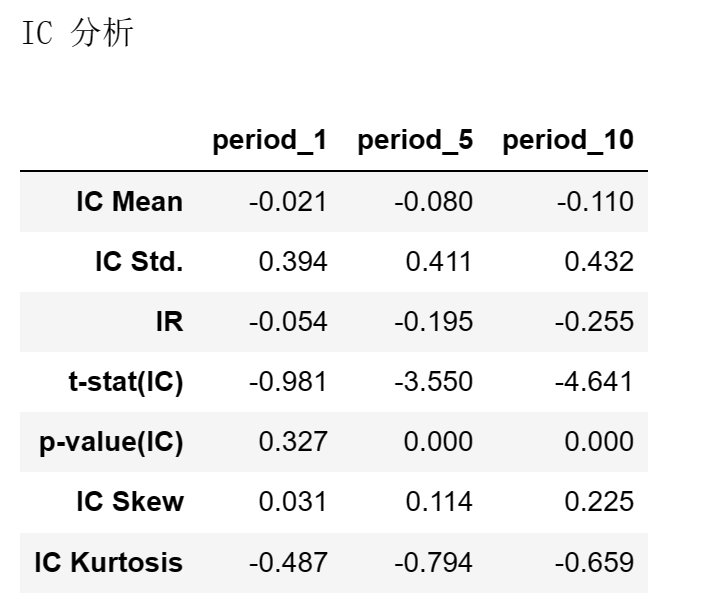 IC 分析
period_1 period_5 period_10
IC Mean -0.021 -0.080 -0.110
IC Std. 0.394 0.411 0.432
IR -0.054 -0.195 -0.255
t-stat(IC) -0.981 -3.550 -4.641
p-value(IC) 0.327 0.000 0.000
IC Skew 0.031 0.114 0.225
IC Kurtosis -0.487 -0.794 -0.659